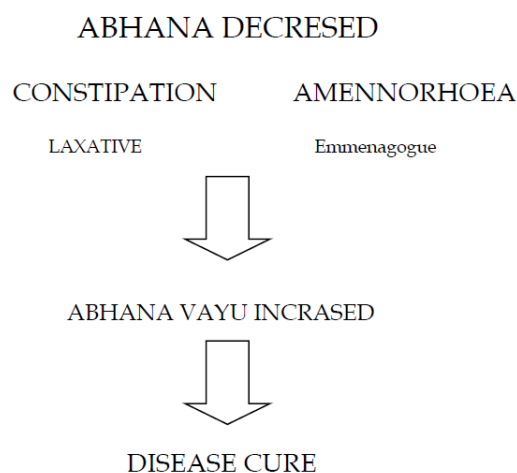 ABHANA DECRESED
CONSTIPATION AMENNORHOEA
LAXATIVE Emmenagogue
ABHANA VAYU INCRASED
DISEASE CURE